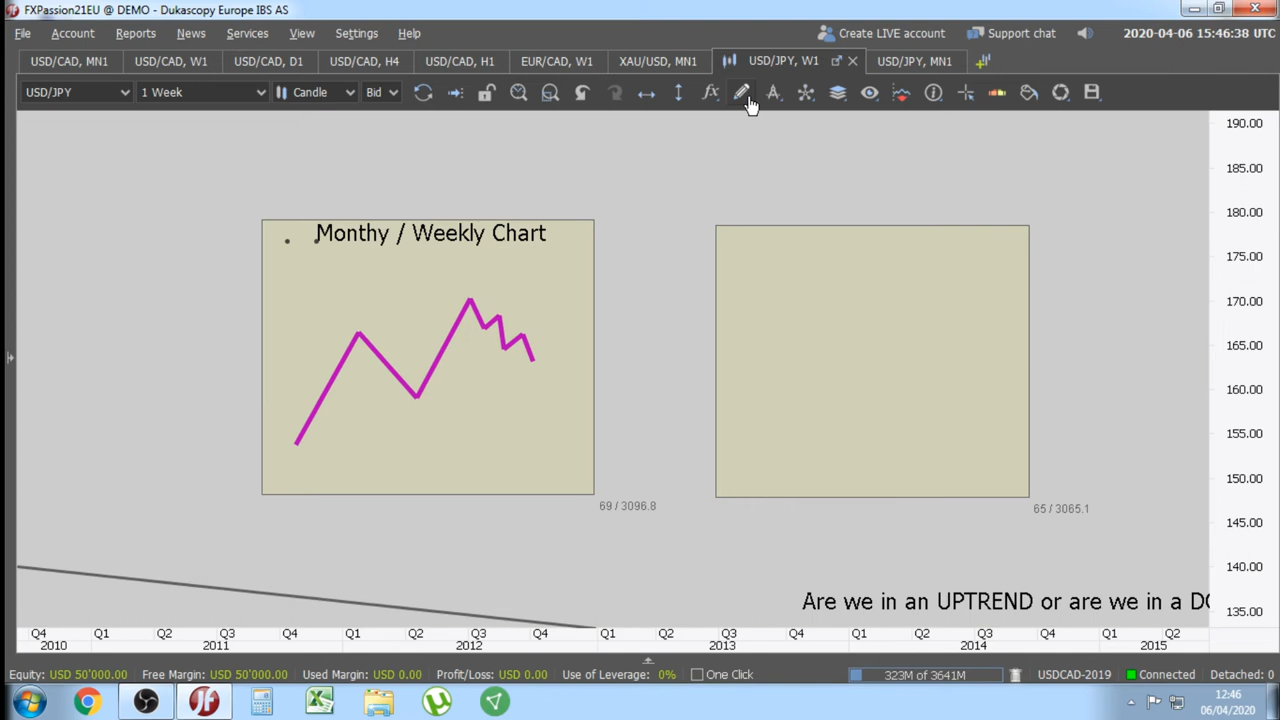 FXPassion21EU @ DEMO - Dukascopy Europe IBS AS
File Account Reports News Services View Settings Help Create LIVE account Support chat 2020-04-06 15:46:38 UTC
USD/CAD, MN1 USD/CAD, W1 USD/CAD, D1 USD/CAD, H4 USD/CAD, H1 EUR/CAD, W1 XAU/USD, MN1 USD/JPY, W1 USD/JPY, MN1
USD/JPY 1 Week Candle Bid
190.00
185.00
180.00
Monthy / Weekly Chart
175.00
170.00
165.00
160.00
155.00
150.00
69 / 3096.8
65 / 3065.1
145.00
140.00
Are we in an UPTREND or are we in a
135.00
Q4 Q1 Q2 Q3 Q4 Q1 Q2 Q3 Q4 Q1 Q2 Q3 Q4 Q1 Q2 Q3 Q4 Q1 Q2
2010 2011 2012 2013 2014 2015
Equity: USD 50'000.00 Free Margin: USD 50'000.00 Used Margin: USD 0.00 Profit/Loss: USD 0.00 Use of Leverage: 0% One Click 323M of 3641M USDCAD-2019 Connected Detached: 0
12:46
06/04/2020